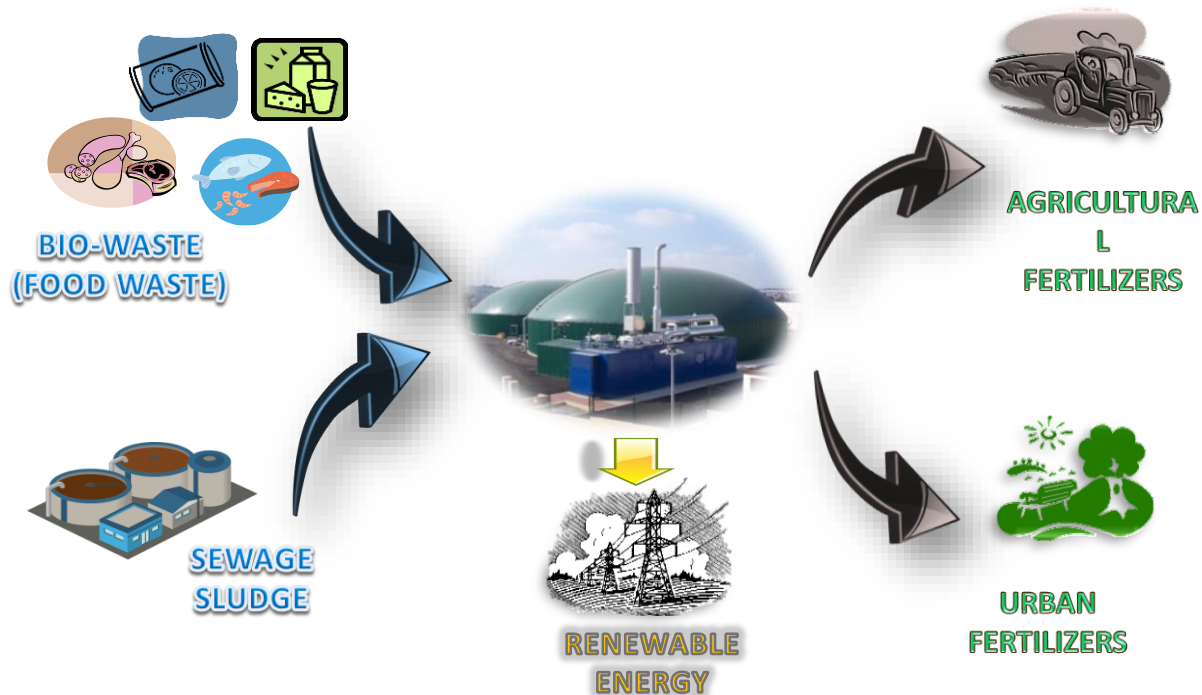 BIO-WASTE
(FOOD WASTE)
SEWAGE
SLUDGE
RENEWABLE
ENERGY
AGRICULTURA
L
FERTILIZERS
URBAN
FERTILIZERS